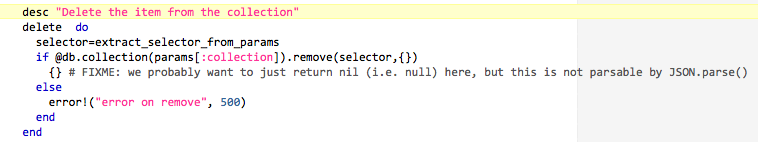 desc "Delete the item from the collection"
delete  do
  selector=extract_selector_from_params
  if @db.collection(params[:collection]).remove(selector,{})
    {} # FIXME: we probably want to just return nil (i.e. null) here, but this is not parsable by JSON.parse()
  else
    error!("error on remove", 500)
  end
end